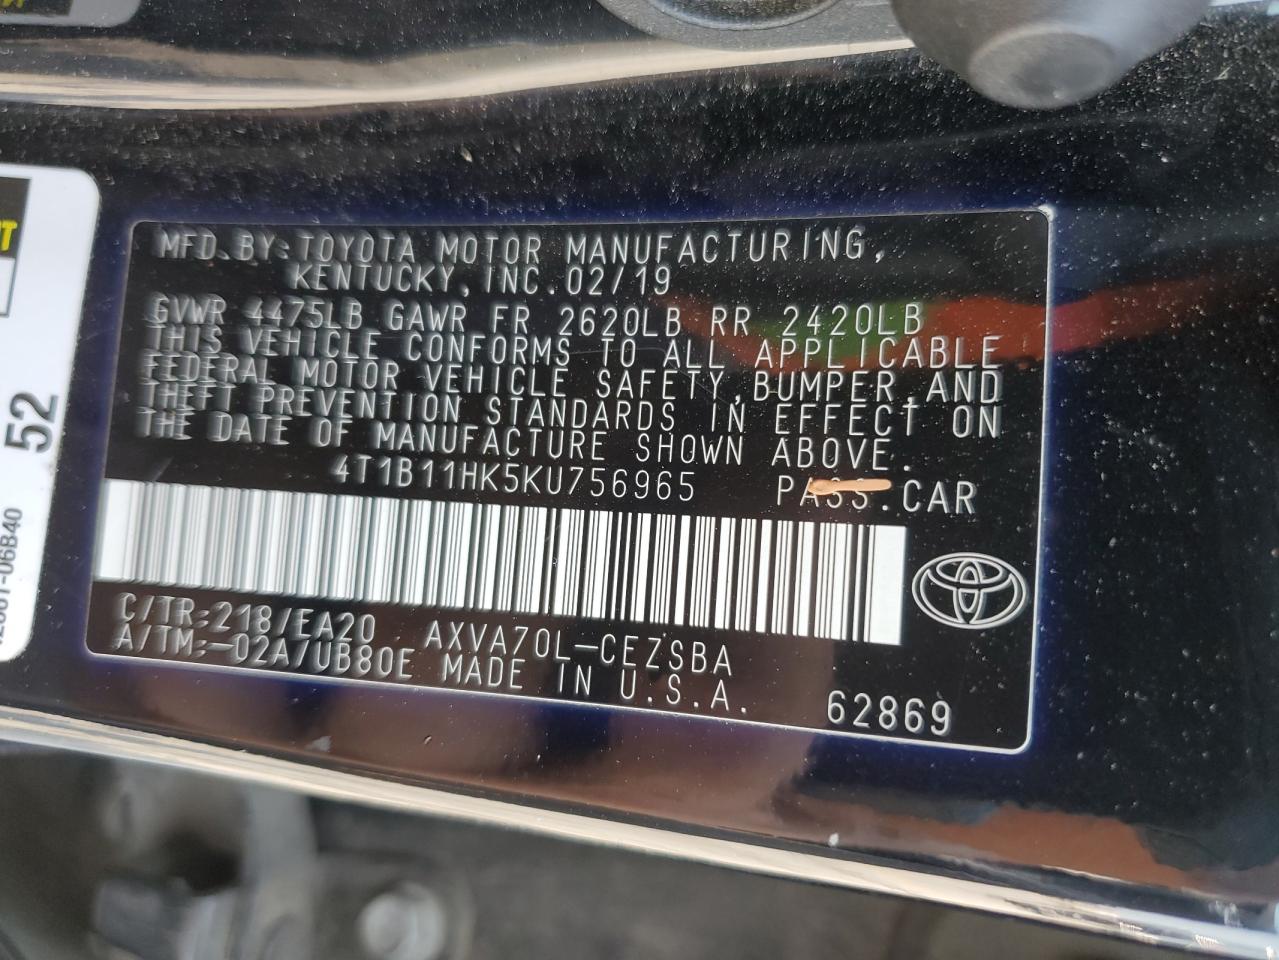 MFD. BY: TOYOTA MOTOR MANUFACTURING,
KENTUCKY, INC. 02/19
GVWR 4475LB GAWR FR 2620LB RR 2420LB
THIS VEHICLE CONFORMS TO ALL APPLICABLE
FEDERAL MOTOR VEHICLE SAFETY, BUMPER, AND
THEFT PREVENTION STANDARDS IN EFFECT ON
THE DATE OF MANUFACTURE SHOWN ABOVE.
4T1B11HK5KU756965 PASS. CAR
C/TR: 218/EA20 AXVA70L-CEZSBA
A/TM: -02A/UB80E MADE IN U.S.A.
62869
52